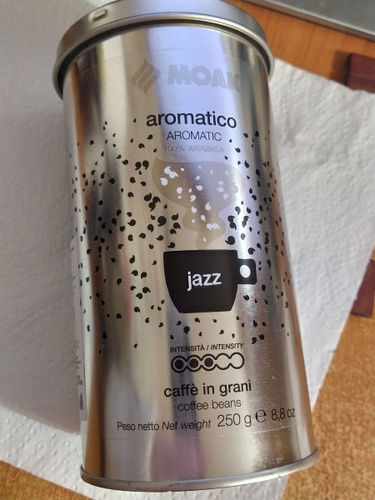 MOAK
aromatico
AROMATIC
100% ARABICA
jazz
INTENSITÀ / INTENSITY
caffè in grani
coffee beans
Peso netto Net weight 250 g ℮ 8,8 oz